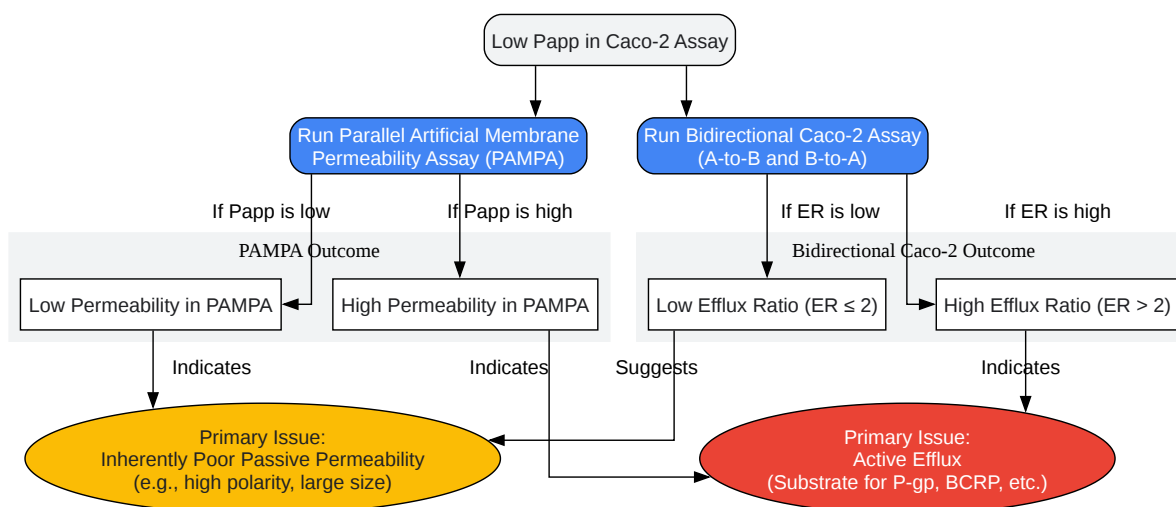 Low Papp in Caco-2 Assay
Run Parallel Artificial Membrane
Permeability Assay (PAMPA)
Run Bidirectional Caco-2 Assay
(A-to-B and B-to-A)
If Papp is low
If Papp is high
If ER is low
If ER is high
PAMPA Outcome
Bidirectional Caco-2 Outcome
Low Permeability in PAMPA
High Permeability in PAMPA
Low Efflux Ratio (ER ≤ 2)
High Efflux Ratio (ER > 2)
Indicates
Indicates
Suggests
Indicates
Primary Issue:
Inherently Poor Passive Permeability
(e.g., high polarity, large size)
Primary Issue:
Active Efflux
(Substrate for P-gp, BCRP, etc.)